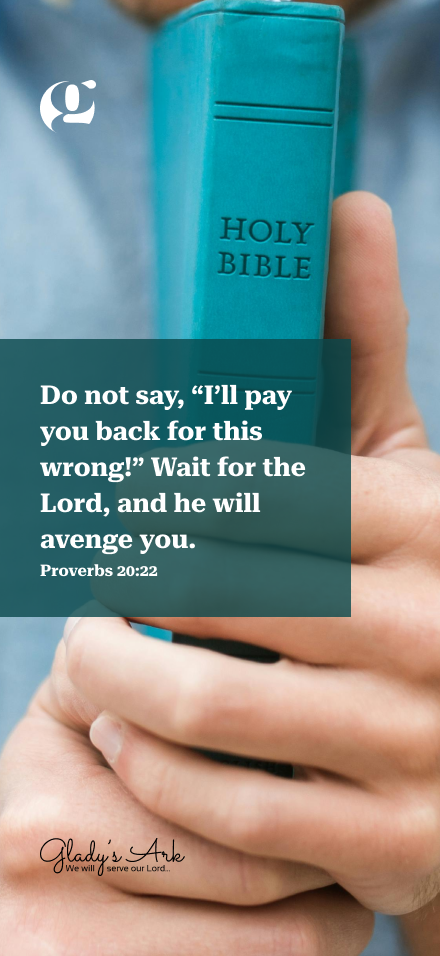 g
HOLY
BIBLE
Do not say, “I’ll pay
you back for this
wrong!” Wait for the
Lord, and he will
avenge you.
Proverbs 20:22
Glady's Ark
We will serve our Lord...